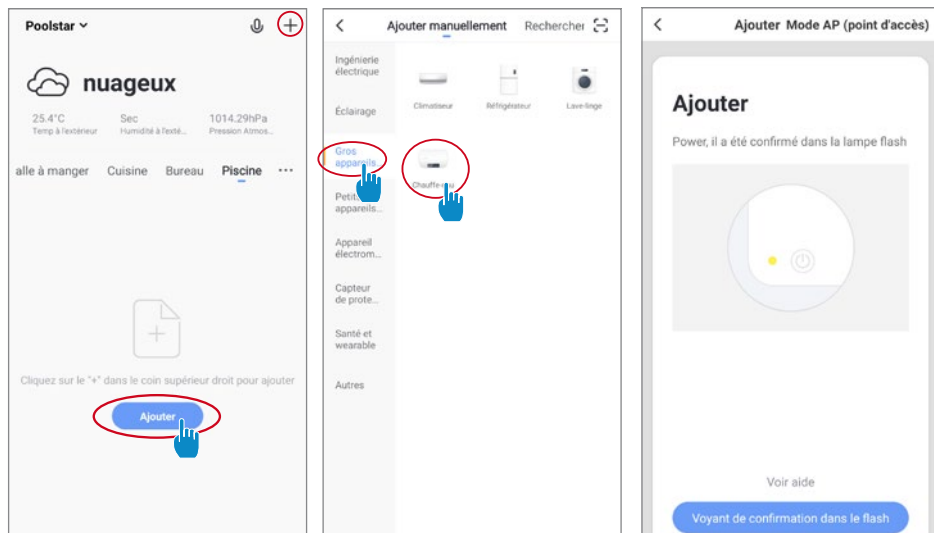 Poolstar
nuageux
25.4°C
Temp à l'extérieur
Sec
Humidité à l'exté...
1014.29hPa
Pression Atmos...
alle à manger Cuisine Bureau Piscine ...
Cliquez sur le "+" dans le coin supérieur droit pour ajouter
Ajouter
Ajouter manuellement Rechercher
Ingénierie
électrique
Éclairage
Gros
appareils...
Petits
appareils...
Appareil
électrom...
Capteur
de prote...
Santé et
wearable
Autres
Climatiseur
Réfrigérateur
Lave-linge
Chauffe-eau
Ajouter Mode AP (point d'accès)
Ajouter
Power, il a été confirmé dans la lampe flash
Voir aide
Voyant de confirmation dans le flash